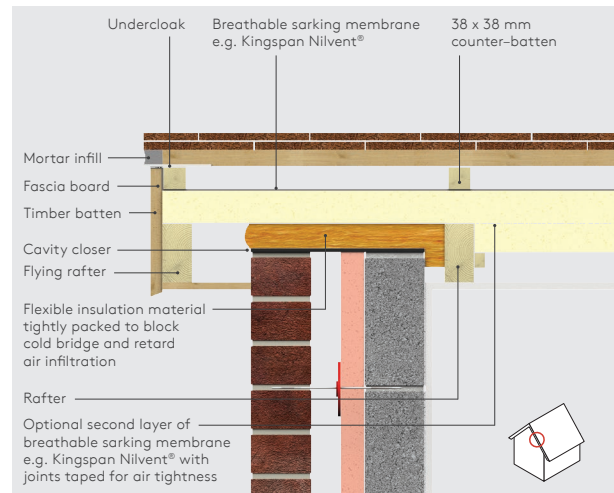 Undercloak
Breathable sarking membrane
e.g. Kingspan Nilvent®
38 x 38 mm
counter–batten
Mortar infill
Fascia board
Timber batten
Cavity closer
Flying rafter
Flexible insulation material
tightly packed to block
cold bridge and retard
air infiltration
Rafter
Optional second layer of
breathable sarking membrane
e.g. Kingspan Nilvent® with
joints taped for air tightness